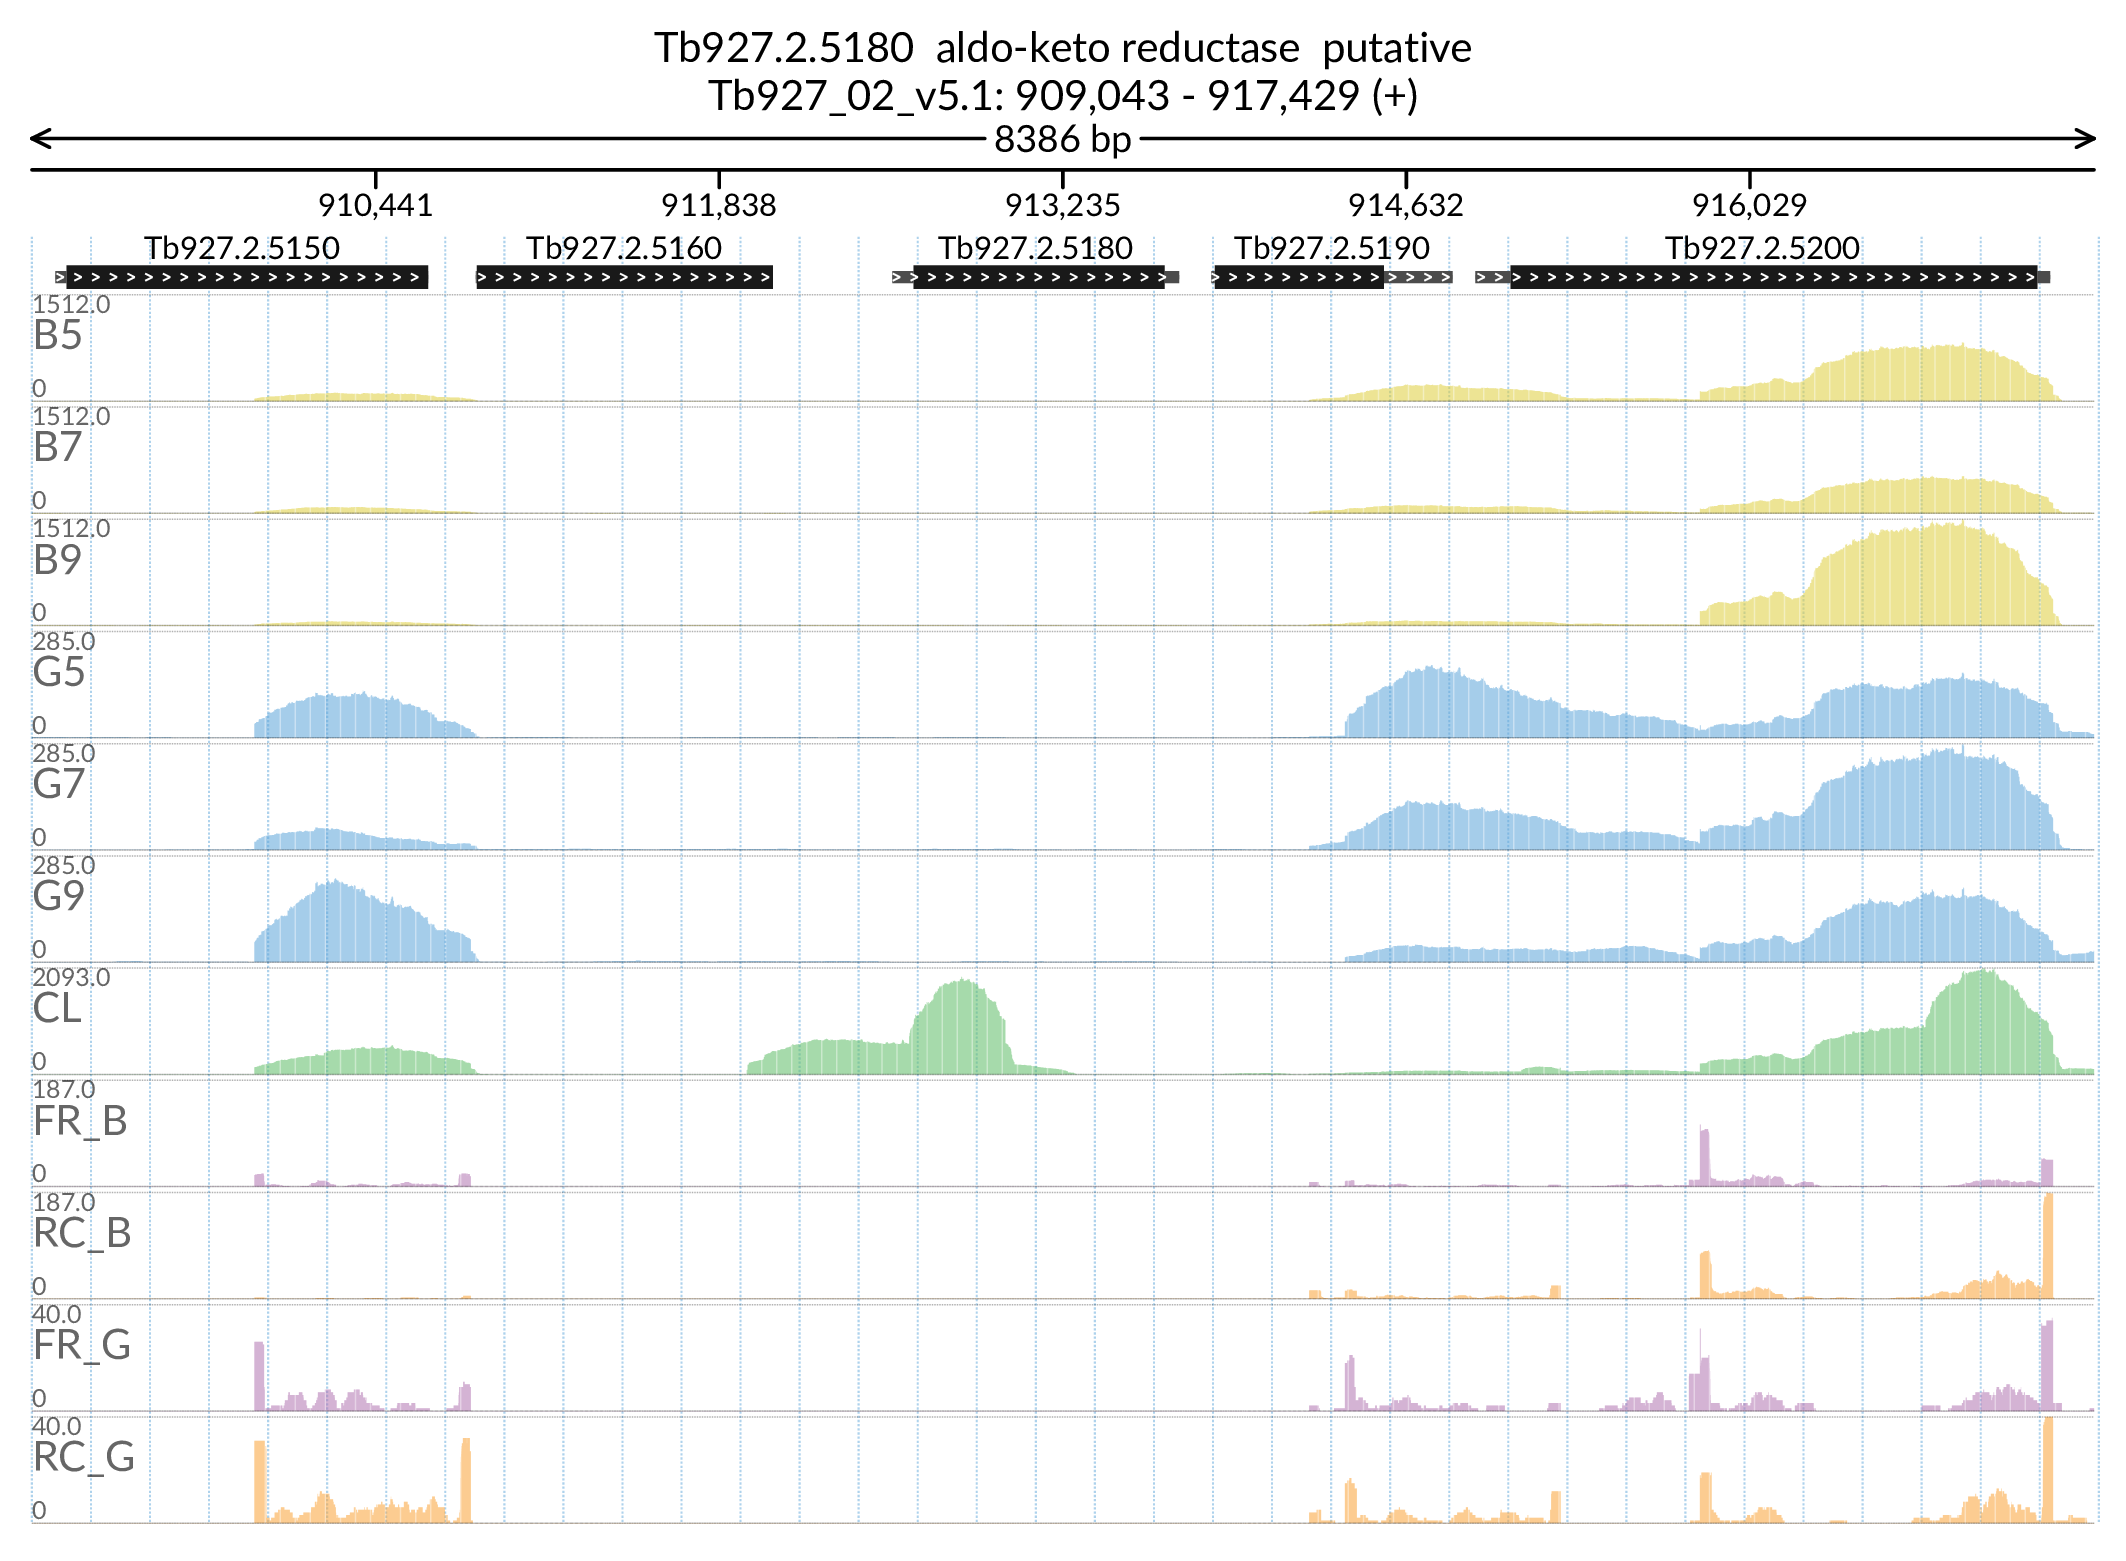 Tb927.2.5180 aldo-keto reductase putative
Tb927_02_v5.1: 909,043 - 917,429 (+)
8386 bp
910,441 911,838 913,235 914,632 916,029
Tb927.2.5150 Tb927.2.5160 Tb927.2.5180 Tb927.2.5190 Tb927.2.5200
1512.0
B5
0
1512.0
B7
0
1512.0
B9
0
285.0
G5
0
285.0
G7
0
285.0
G9
0
2093.0
CL
0
187.0
FR_B
0
187.0
RC_B
0
40.0
FR_G
0
40.0
RC_G
0